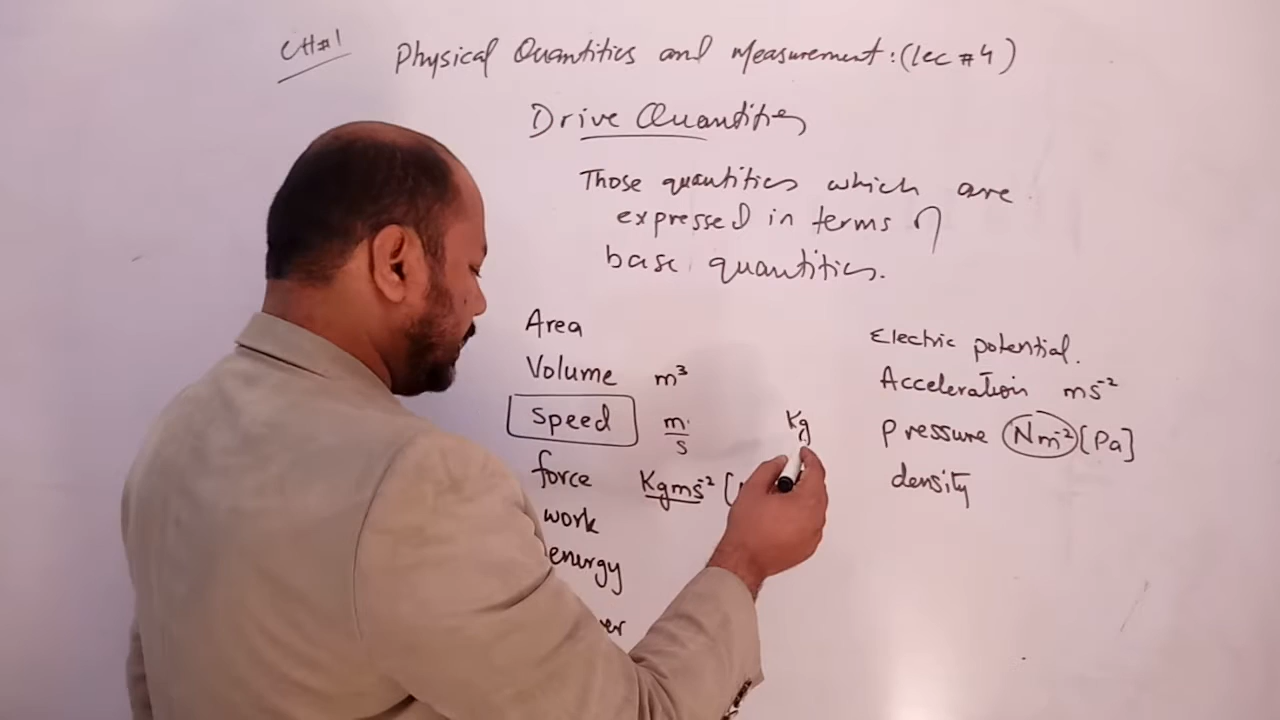 CH#1
Physical Quantities and Measurement:(lec #4)
Drive Quantities
Those quantities which are
expressed in terms of
base quantities.
Area
Volume m³
Speed m/s
force Kgms⁻² [
work
energy
Kg
Electric potential.
Acceleration ms⁻²
Pressure Nm⁻² [Pa]
density